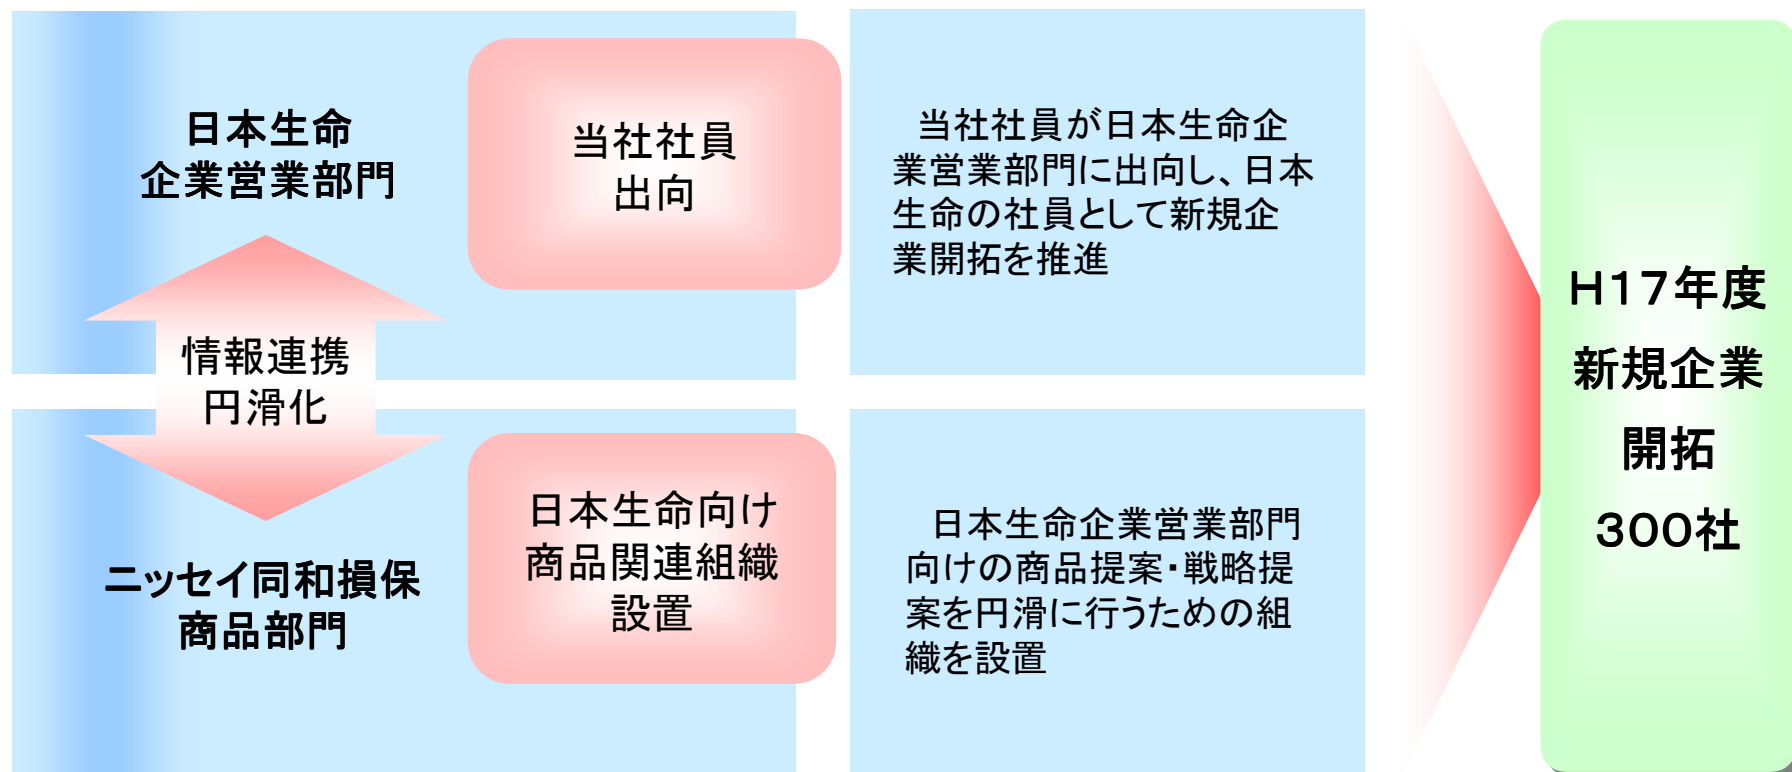 日本生命
企業営業部門
当社社員
出向
当社社員が日本生命企
業営業部門に出向し、日本
生命の社員として新規企
業開拓を推進
情報連携
円滑化
ニッセイ同和損保
商品部門
日本生命向け
商品関連組織
設置
日本生命企業営業部門
向けの商品提案・戦略提
案を円滑に行うための組
織を設置
H17年度
新規企業
開拓
300社